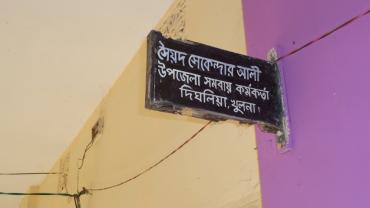 সৈয়দ সেকেন্দার আলী
উপজেলা সমবায় কর্মকর্তা
দিঘলিয়া, খুলনা।